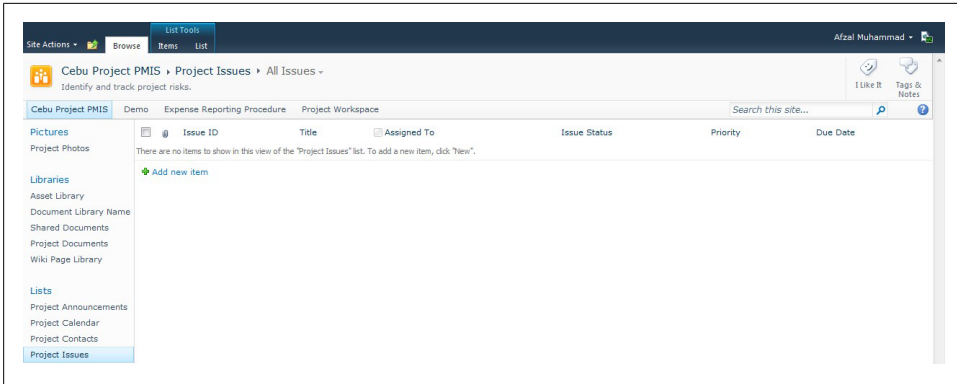 List Tools
Site Actions Browse Items List Afzal Muhammad
Cebu Project PMIS Project Issues All Issues
Identify and track project risks.
I Like It Tags & Notes
Cebu Project PMIS Demo Expense Reporting Procedure Project Workspace Search this site...
Pictures
Project Photos
Libraries
Asset Library
Document Library Name
Shared Documents
Project Documents
Wiki Page Library
Lists
Project Announcements
Project Calendar
Project Contacts
Project Issues
Issue ID Title Assigned To Issue Status Priority Due Date
There are no items to show in this view of the "Project Issues" list. To add a new item, click "New".
Add new item